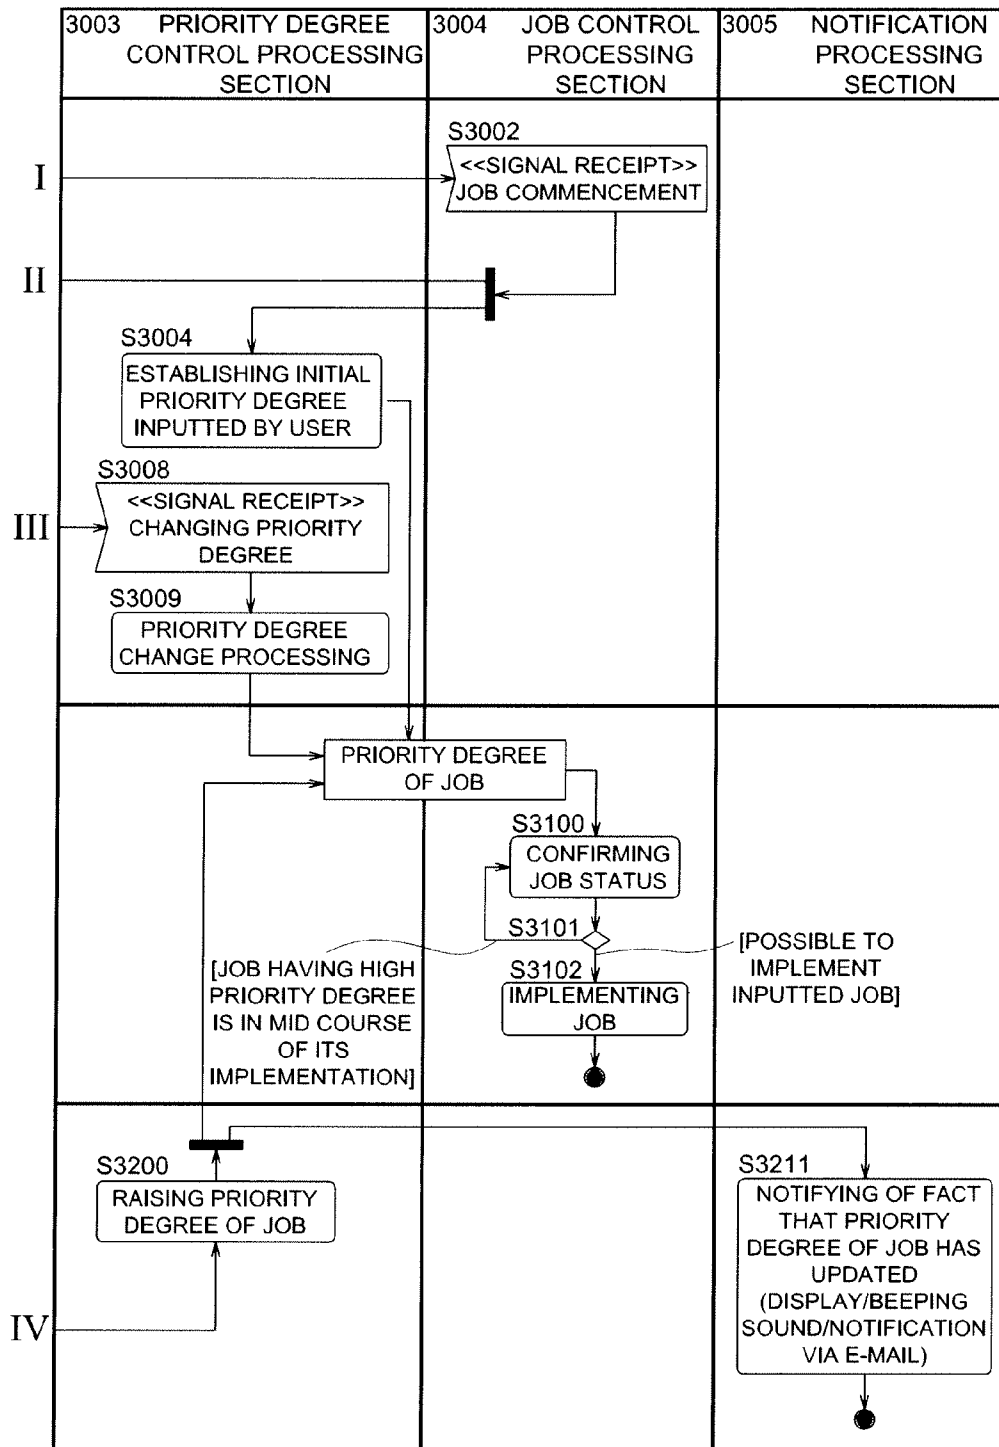 3003 PRIORITY DEGREE
CONTROL PROCESSING
SECTION
3004 JOB CONTROL
PROCESSING
SECTION
3005 NOTIFICATION
PROCESSING
SECTION
S3002
<<SIGNAL RECEIPT>>
JOB COMMENCEMENT
I
II
S3004
ESTABLISHING INITIAL
PRIORITY DEGREE
INPUTTED BY USER
S3008
<<SIGNAL RECEIPT>>
CHANGING PRIORITY
DEGREE
III
S3009
PRIORITY DEGREE
CHANGE PROCESSING
PRIORITY DEGREE
OF JOB
S3100
CONFIRMING
JOB STATUS
S3101
[JOB HAVING HIGH
PRIORITY DEGREE
IS IN MID COURSE
OF ITS
IMPLEMENTATION]
[POSSIBLE TO
IMPLEMENT
INPUTTED JOB]
S3102
IMPLEMENTING
JOB
S3200
RAISING PRIORITY
DEGREE OF JOB
S3211
NOTIFYING OF FACT
THAT PRIORITY
DEGREE OF JOB HAS
UPDATED
(DISPLAY/BEEPING
SOUND/NOTIFICATION
VIA E-MAIL)
IV